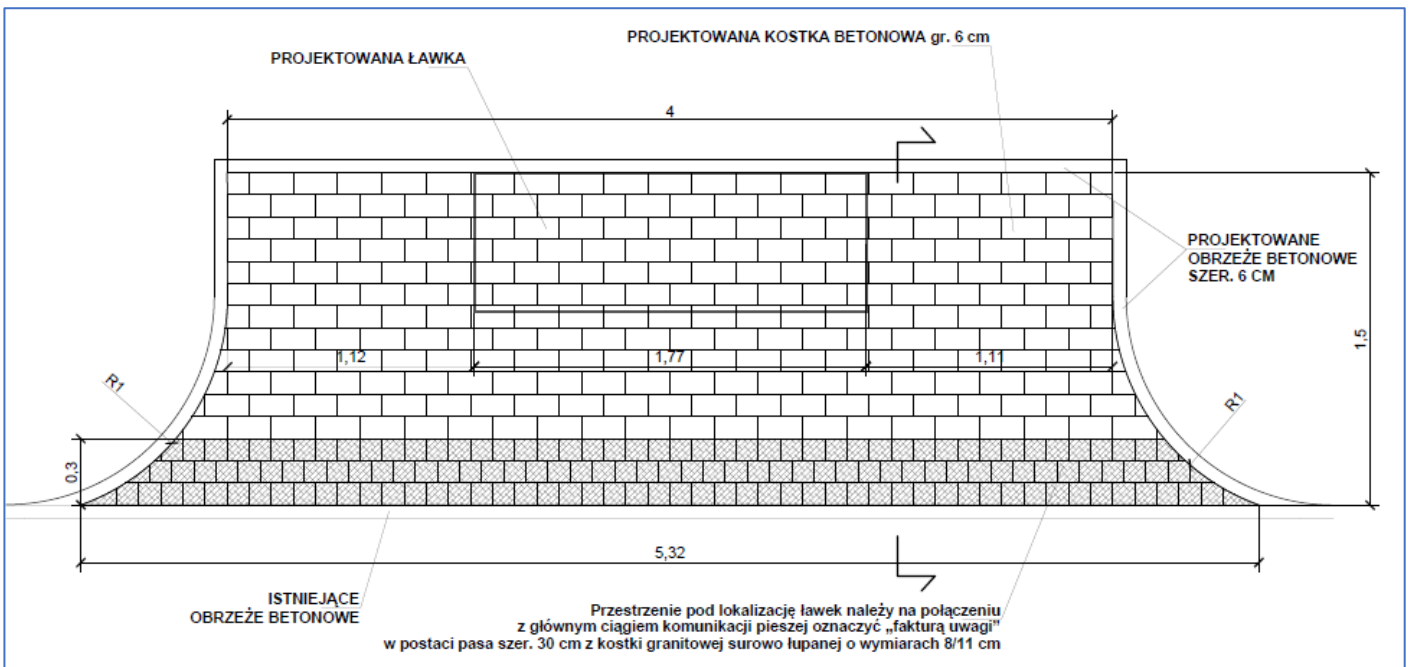 PROJEKTOWANA KOSTKA BETONOWA gr. 6 cm
PROJEKTOWANA ŁAWKA
4
PROJEKTOWANE
OBRZEŻE BETONOWE
SZER. 6 CM
1,5
1,12
1,77
1,11
R1
R1
0,3
5,32
ISTNIEJĄCE
OBRZEŻE BETONOWE
Przestrzenie pod lokalizację ławek należy na połączeniu
z głównym ciągiem komunikacji pieszej oznaczyć „fakturą uwagi”
w postaci pasa szer. 30 cm z kostki granitowej surowo łupanej o wymiarach 8/11 cm